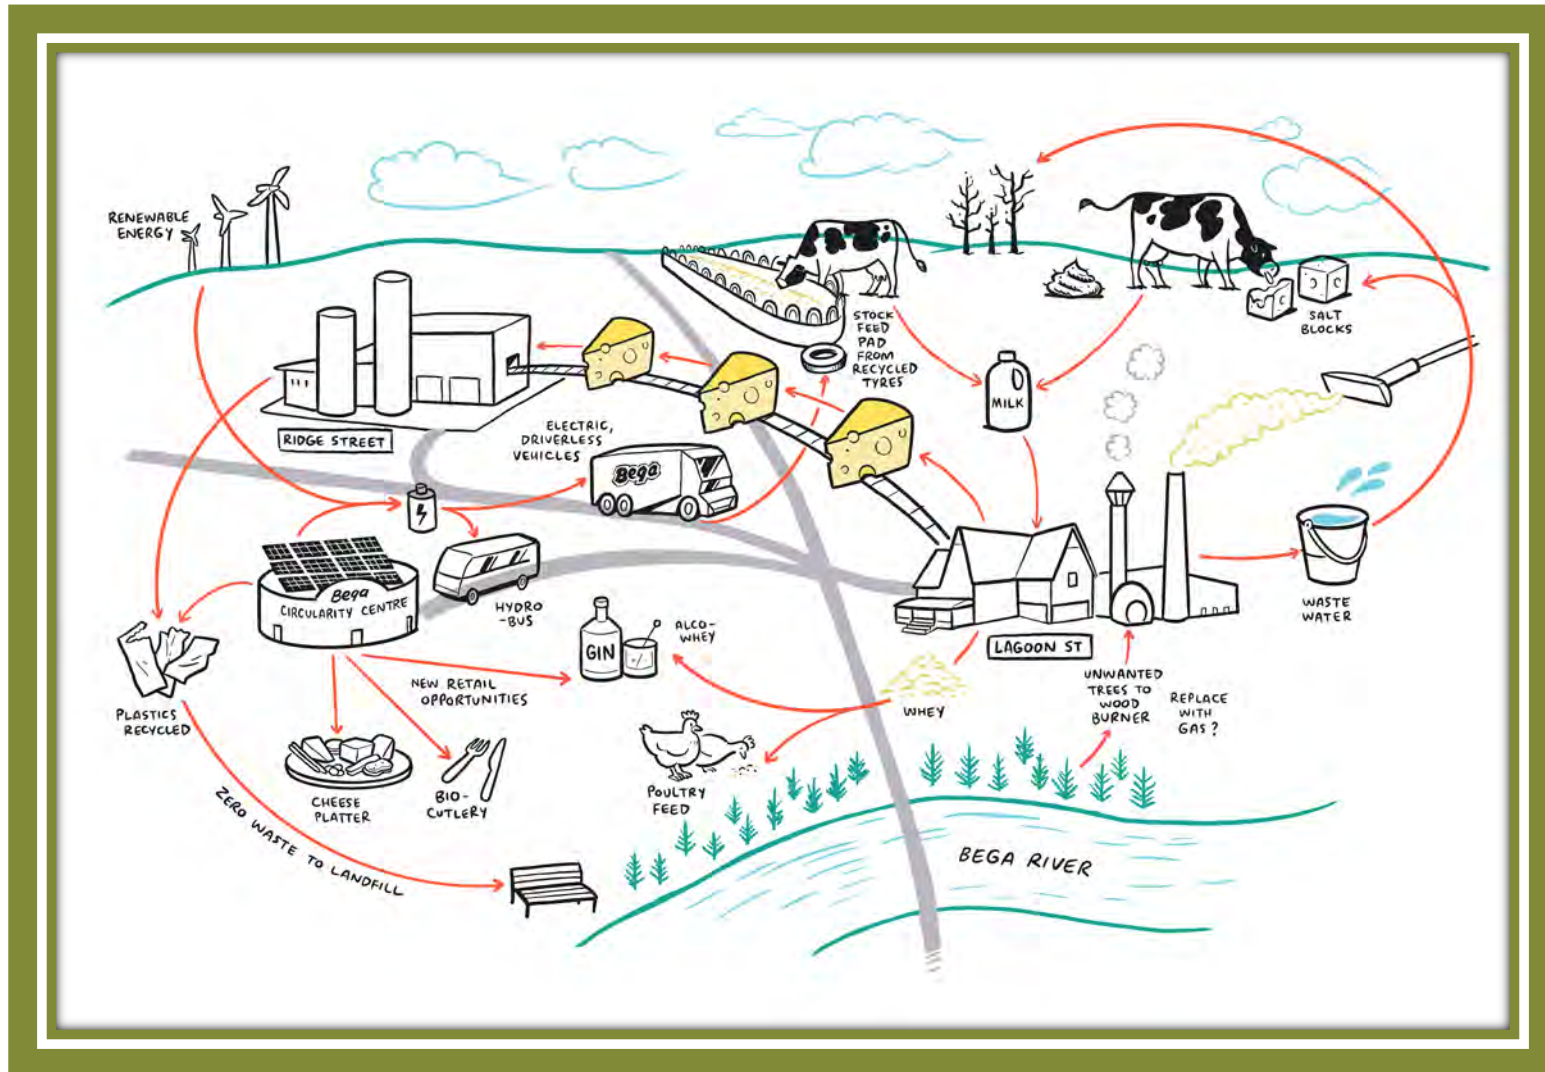 RENEWABLE
ENERGY
STOCK
FEED
PAD
FROM
RECYCLED
TYRES
SALT
BLOCKS
MILK
RIDGE STREET
ELECTRIC,
DRIVERLESS
VEHICLES
Bega
Bega
CIRCULARITY CENTRE
HYDRO
-BUS
GIN
ALCO-
WHEY
LAGOON ST
WASTE
WATER
UNWANTED
TREES TO
WOOD
BURNER
REPLACE
WITH
GAS?
NEW RETAIL
OPPORTUNITIES
WHEY
PLASTICS
RECYCLED
CHEESE
PLATTER
BIO-
CUTLERY
POULTRY
FEED
ZERO WASTE TO LANDFILL
BEGA RIVER